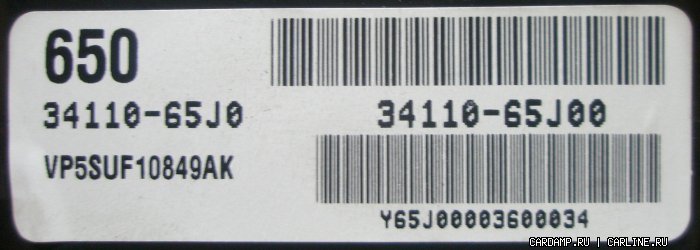 650
34110-65J0
34110-65J00
VP5SUF10849AK
Y65J00003600034
CARDAMP.RU | CARLINE.RU